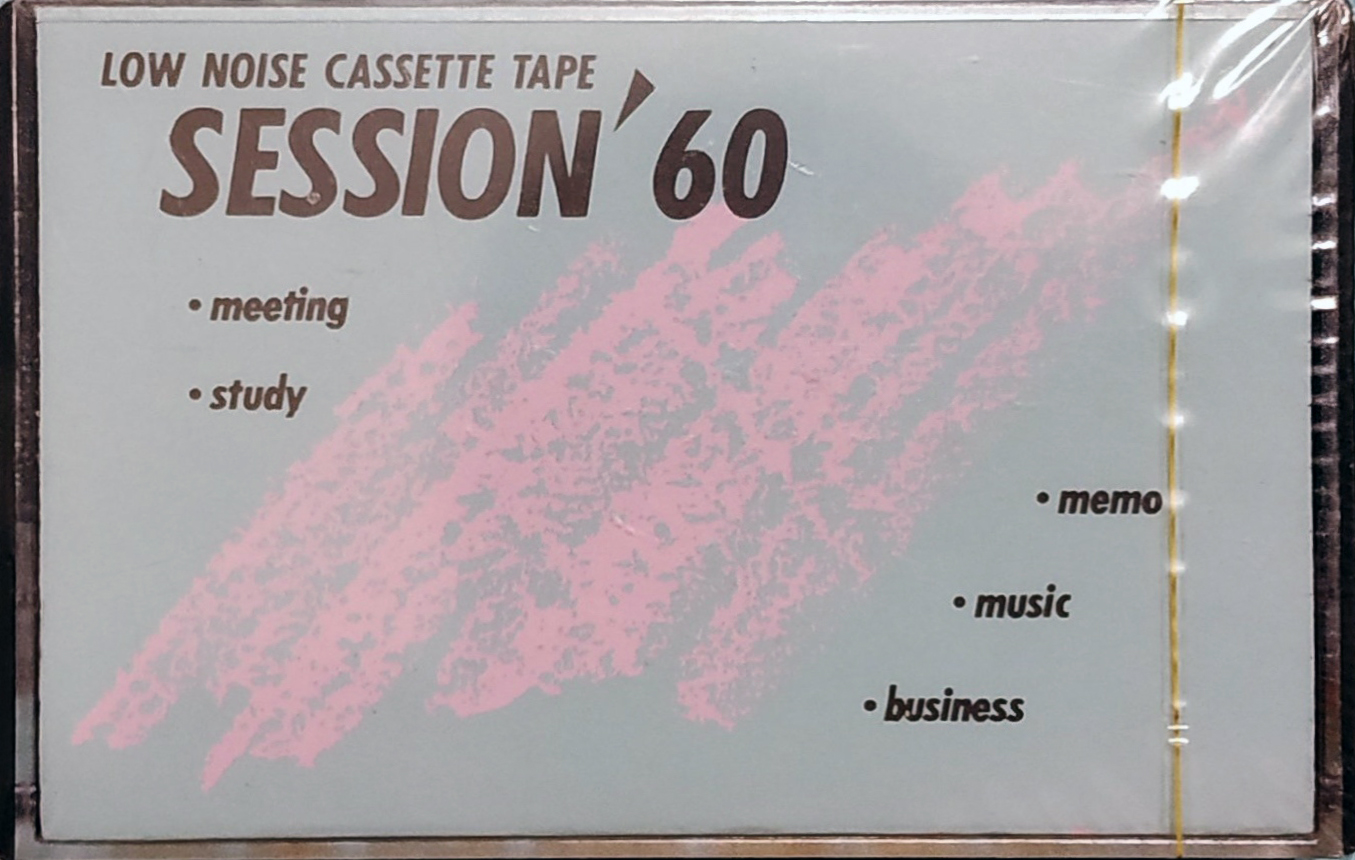 LOW NOISE CASSETTE TAPE
SESSION '60
• meeting
• study
• memo
• music
• business